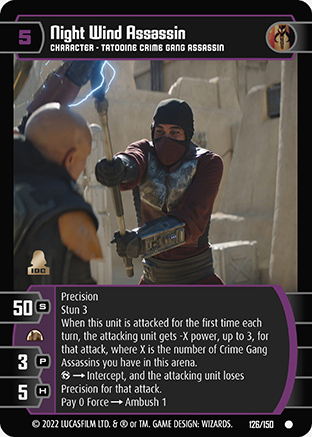 5
Night Wind Assassin
CHARACTER - TATOOINE CRIME GANG ASSASSIN
IDC
50 S
3 P
5 H
Precision
Stun 3
When this unit is attacked for the first time each
turn, the attacking unit gets -X power, up to 3, for
that attack, where X is the number of Crime Gang
Assassins you have in this arena.
→ Intercept, and the attacking unit loses
Precision for that attack.
Pay 0 Force → Ambush 1
© 2022 LUCASFILM LTD. & ® OR TM. GAME DESIGN: WIZARDS.
126/150